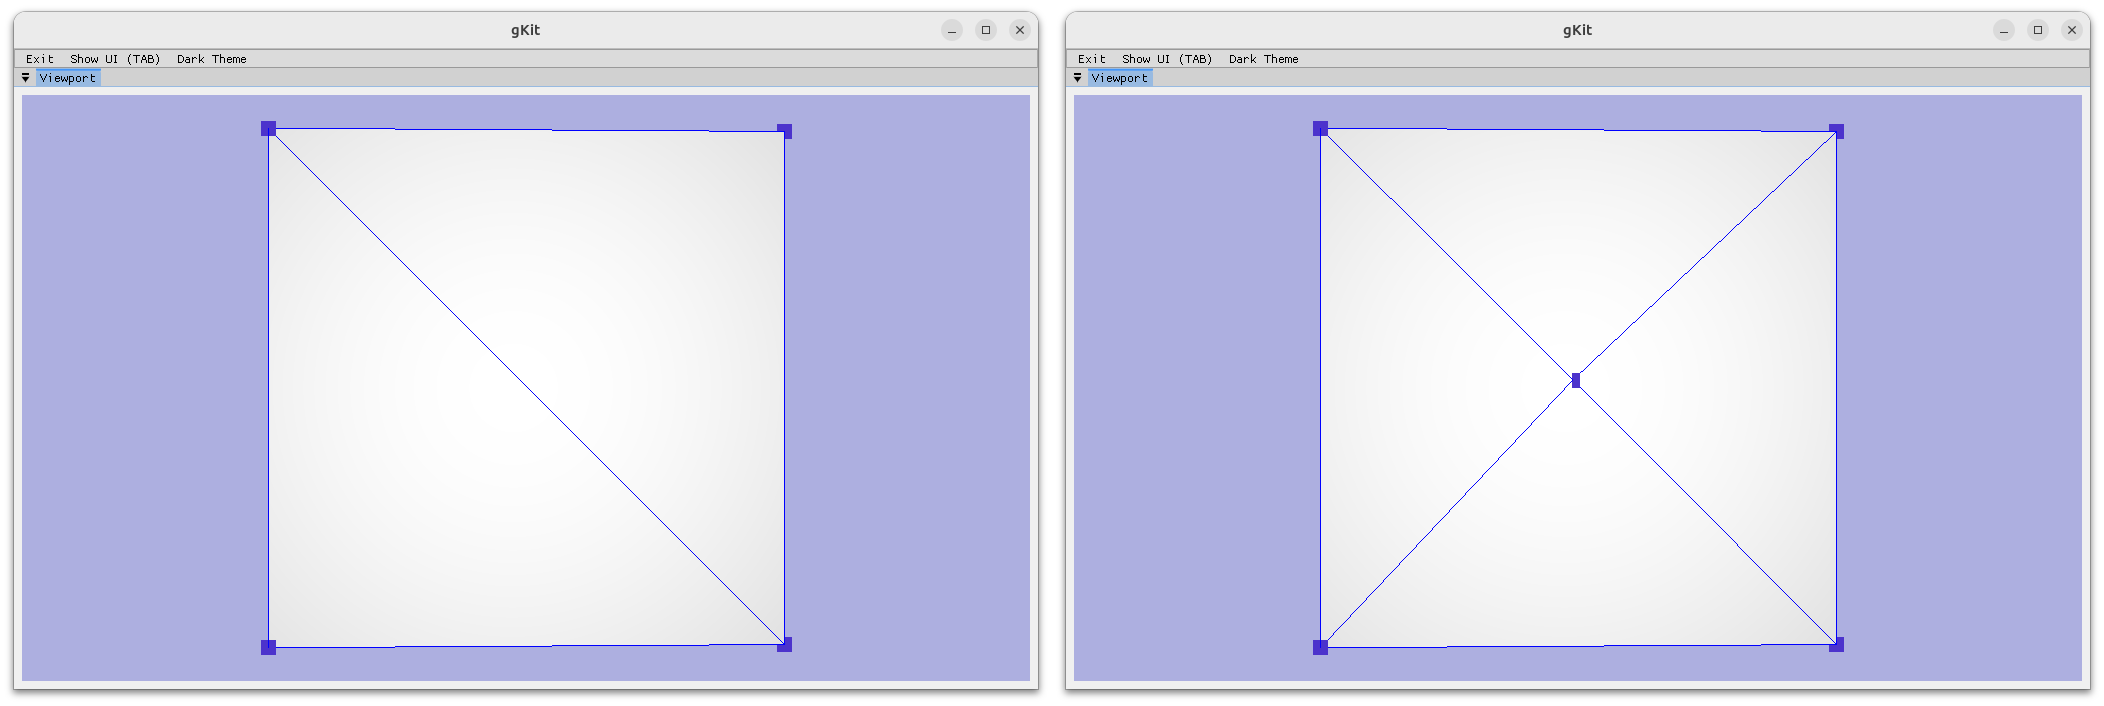 gKit
Exit Show UI (TAB) Dark Theme
Viewport
gKit
Exit Show UI (TAB) Dark Theme
Viewport